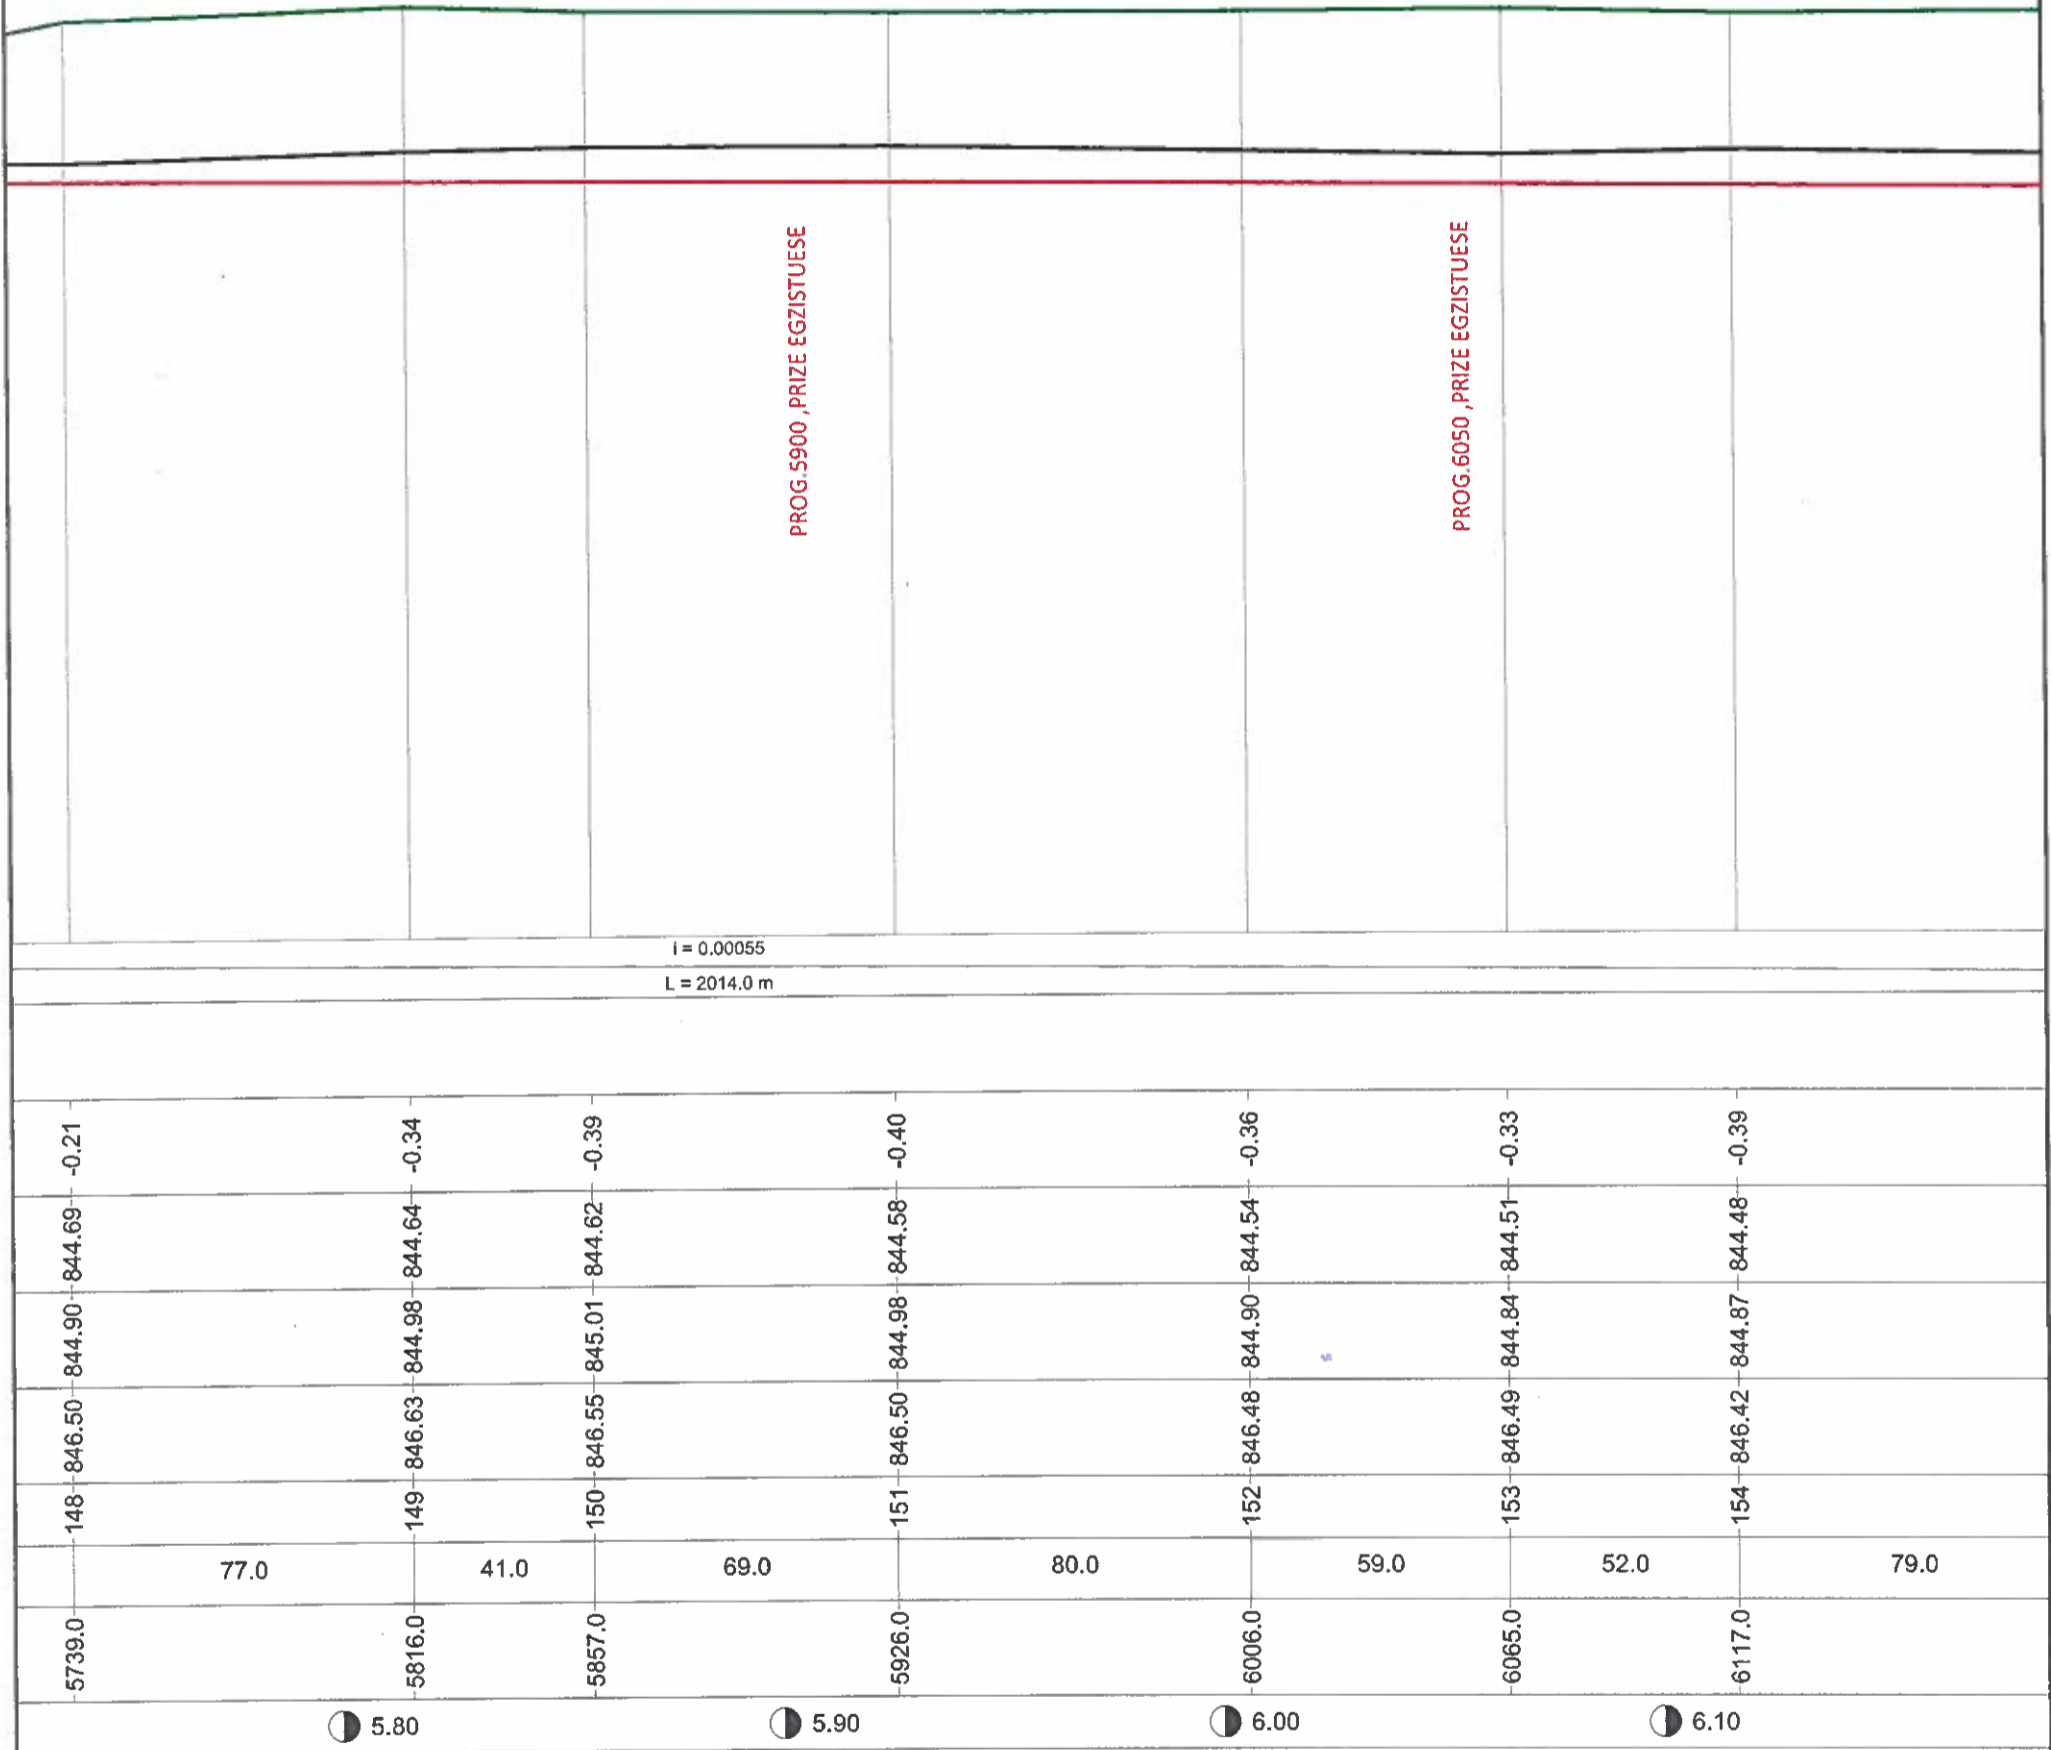 PROG.5900 ,PRIZE EGZISTUESE
PROG.6050 ,PRIZE EGZISTUESE
i = 0.00055
L = 2014.0 m
-0.21 -0.34 -0.39 -0.40 -0.36 -0.33 -0.39
844.69 844.64 844.62 844.58 844.54 844.51 844.48
844.90 844.98 845.01 844.98 844.90 844.84 844.87
846.50 846.63 846.55 846.50 846.48 846.49 846.42
148 149 150 151 152 153 154
77.0 41.0 69.0 80.0 59.0 52.0 79.0
5739.0 5816.0 5857.0 5926.0 6006.0 6065.0 6117.0
5.80 5.90 6.00 6.10